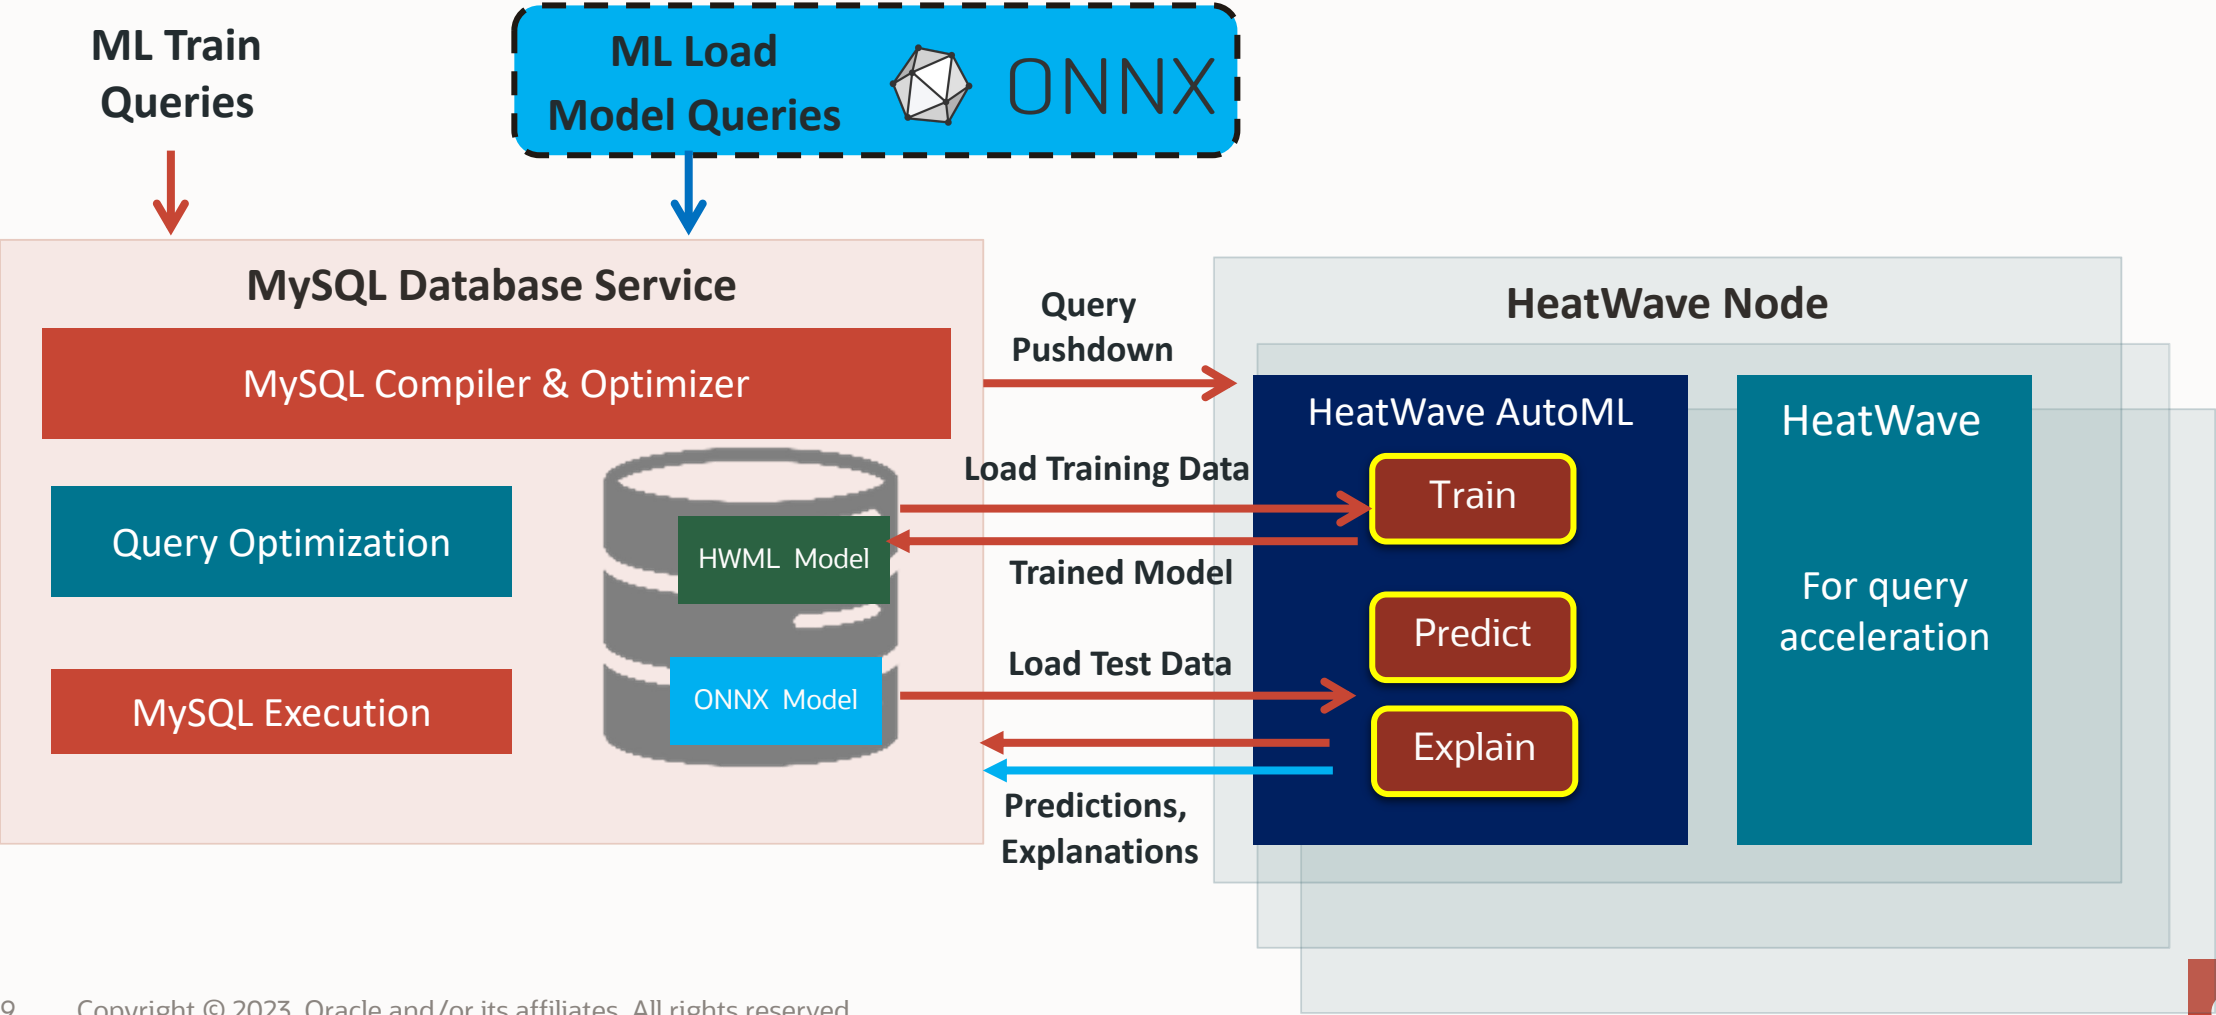 ML Train
Queries
ML Load
Model Queries
ONNX
MySQL Database Service
MySQL Compiler & Optimizer
Query Optimization
MySQL Execution
HWML Model
ONNX Model
Query
Pushdown
Load Training Data
Trained Model
Load Test Data
Predictions,
Explanations
HeatWave Node
HeatWave AutoML
Train
Predict
Explain
HeatWave
For query
acceleration
9 Copyright © 2023, Oracle and/or its affiliates. All rights reserved